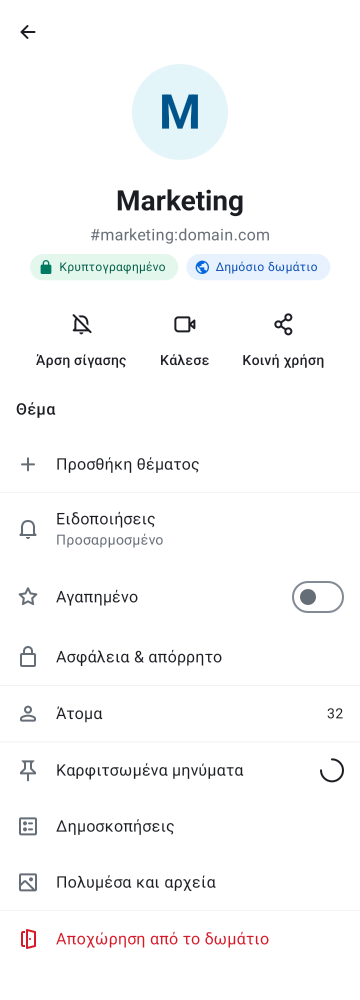 M
Marketing
#marketing:domain.com
Κρυπτογραφημένο
Δημόσιο δωμάτιο
Άρση σίγασης
Κάλεσε
Κοινή χρήση
Θέμα
Προσθήκη θέματος
Ειδοποιήσεις
Προσαρμοσμένο
Αγαπημένο
Ασφάλεια & απόρρητο
Άτομα 32
Καρφιτσωμένα μηνύματα
Δημοσκοπήσεις
Πολυμέσα και αρχεία
Αποχώρηση από το δωμάτιο